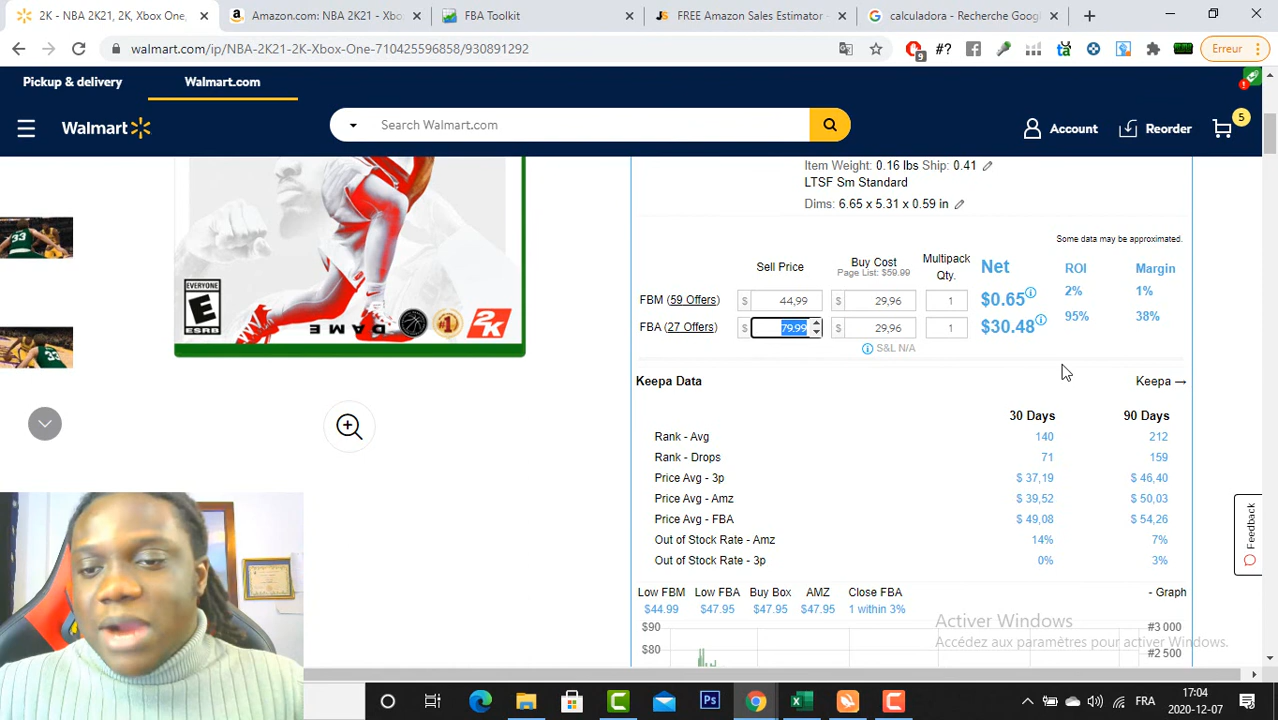 2K - NBA 2K21, 2K, Xbox One,
Amazon.com: NBA 2K21 - Xbo
FBA Toolkit
FREE Amazon Sales Estimator -
calculadora - Recherche Goog
walmart.com/ip/NBA-2K21-2K-Xbox-One-710425596858/930891292
9
#?
Erreur
Pickup & delivery
Walmart.com
Walmart
Search Walmart.com
Account
Reorder
5
Item Weight: 0.16 lbs Ship: 0.41
LTSF Sm Standard
Dims: 6.65 x 5.31 x 0.59 in
Some data may be approximated.
Sell Price
Buy Cost
Page List: $59.99
Multipack
Qty.
Net
ROI
Margin
FBM (59 Offers)
$ 44,99
$ 29,96
1
$0.65
2%
1%
FBA (27 Offers)
$ 79.99
$ 29,96
1
$30.48
95%
38%
S&L N/A
Keepa Data
Keepa →
30 Days
90 Days
Rank - Avg
140
212
Rank - Drops
71
159
Price Avg - 3p
$ 37,19
$ 46,40
Price Avg - Amz
$ 39,52
$ 50,03
Price Avg - FBA
$ 49,08
$ 54,26
Out of Stock Rate - Amz
14%
7%
Out of Stock Rate - 3p
0%
3%
Low FBM
Low FBA
Buy Box
AMZ
Close FBA
- Graph
$44.99
$47.95
$47.95
$47.95
1 within 3%
$90
#3 000
$80
#2 500
Feedback
EVERYONE
E
ESRB
DAME
#1
2K
33
33
Activer Windows
Accédez aux paramètres pour activer Windows.
Ps
FRA
17:04
2020-12-07